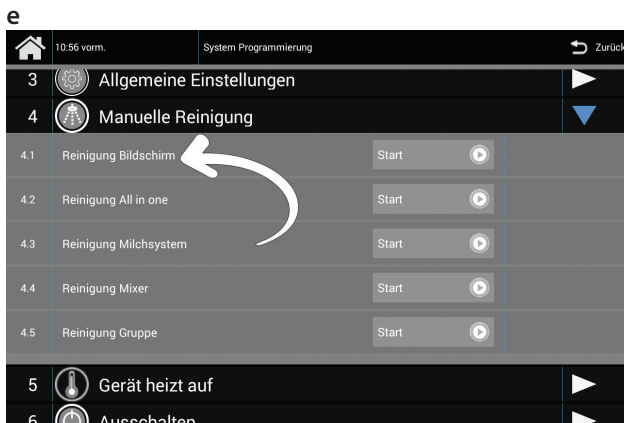 e
10:56 vorm. System Programmierung Zurück
3 Allgemeine Einstellungen
4 Manuelle Reinigung
4.1 Reinigung Bildschirm Start
4.2 Reinigung All in one Start
4.3 Reinigung Milchsystem Start
4.4 Reinigung Mixer Start
4.5 Reinigung Gruppe Start
5 Gerät heizt auf
6 Ausschalten